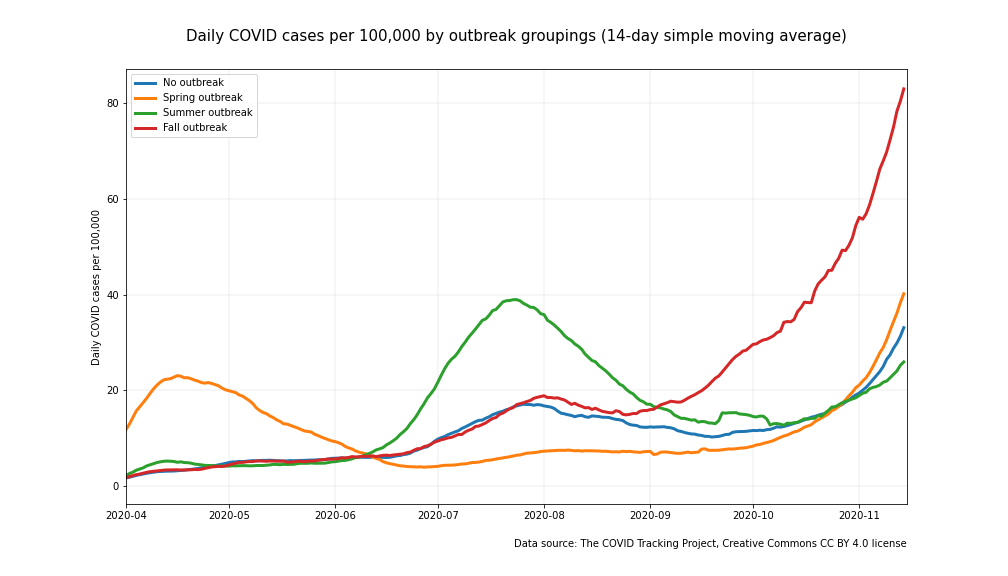 Daily COVID cases per 100,000 by outbreak groupings (14-day simple moving average)
No outbreak
Spring outbreak
Summer outbreak
Fall outbreak
Daily COVID cases per 100,000
80
60
40
20
0
2020-04 2020-05 2020-06 2020-07 2020-08 2020-09 2020-10 2020-11
Data source: The COVID Tracking Project, Creative Commons CC BY 4.0 license